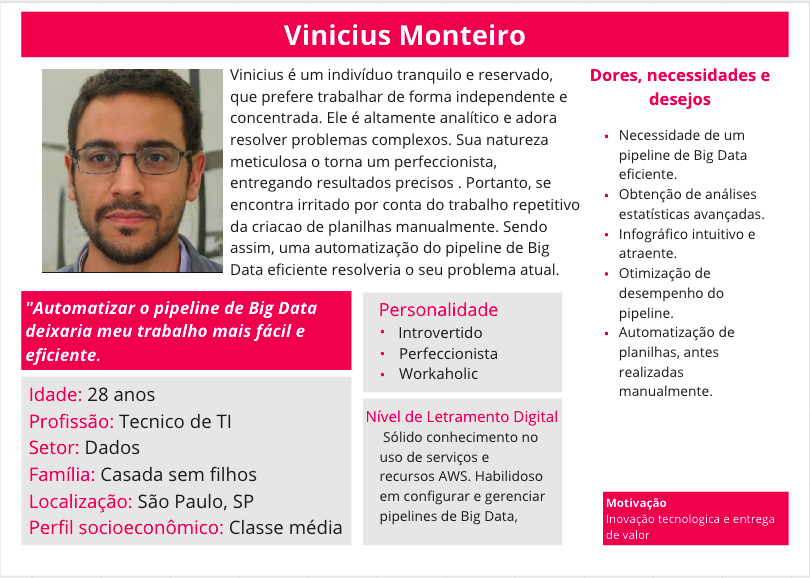 Vinicius Monteiro
Vinicius é um indivíduo tranquilo e reservado,
que prefere trabalhar de forma independente e
concentrada. Ele é altamente analítico e adora
resolver problemas complexos. Sua natureza
meticulosa o torna um perfeccionista,
entregando resultados precisos . Portanto, se
encontra irritado por conta do trabalho repetitivo
da criacao de planilhas manualmente. Sendo
assim, uma automatização do pipeline de Big
Data eficiente resolveria o seu problema atual.
"Automatizar o pipeline de Big Data
deixaria meu trabalho mais fácil e
eficiente.
Idade: 28 anos
Profissão: Tecnico de TI
Setor: Dados
Família: Casada sem filhos
Localização: São Paulo, SP
Perfil socioeconômico: Classe média
Personalidade
• Introvertido
• Perfeccionista
• Workaholic
Nível de Letramento Digital
Sólido conhecimento no
uso de serviços e
recursos AWS. Habilidoso
em configurar e gerenciar
pipelines de Big Data,
Dores, necessidades e
desejos
• Necessidade de um
pipeline de Big Data
eficiente.
• Obtenção de análises
estatísticas avançadas.
• Infográfico intuitivo e
atraente.
• Otimização de
desempenho do
pipeline.
• Automatização de
planilhas, antes
realizadas
manualmente.
Motivação
Inovação tecnologica e entrega
de valor